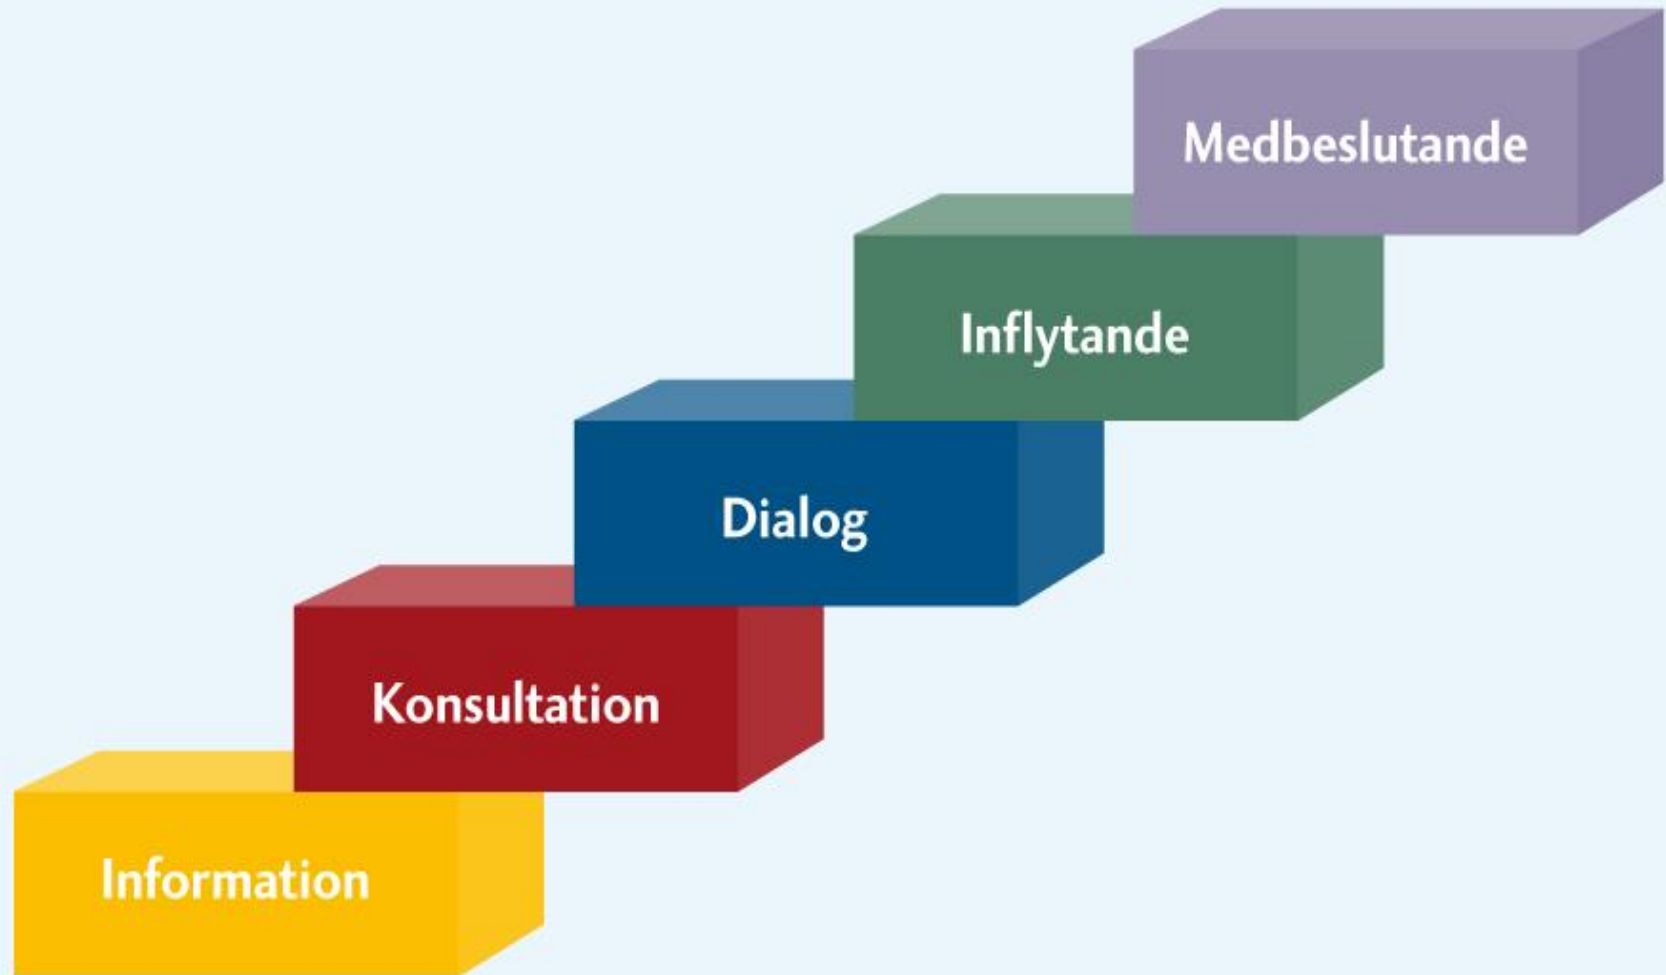 Medbeslutande
Inflytande
Dialog
Konsultation
Information